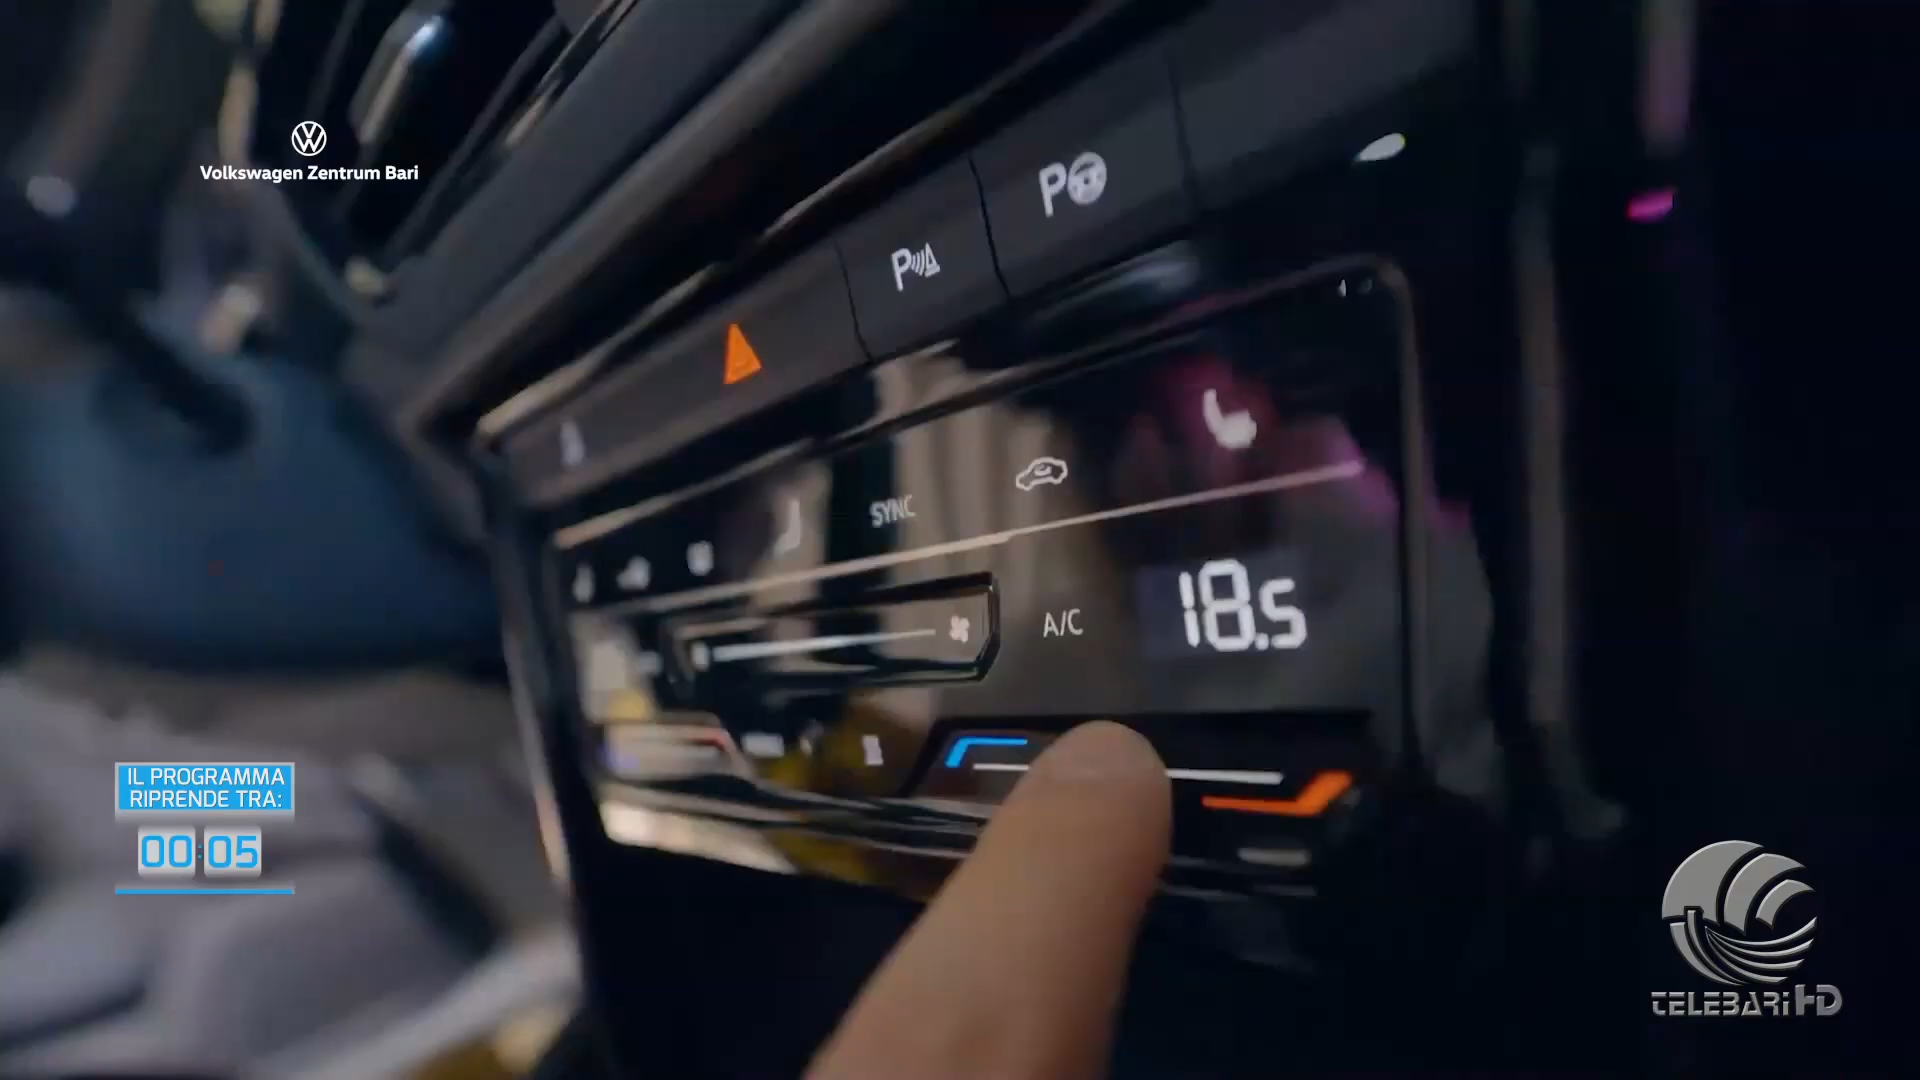 Volkswagen Zentrum Bari
P
P
SYNC
A/C
18.5
IL PROGRAMMA
RIPRENDE TRA:
00:05
TELEBARI HD